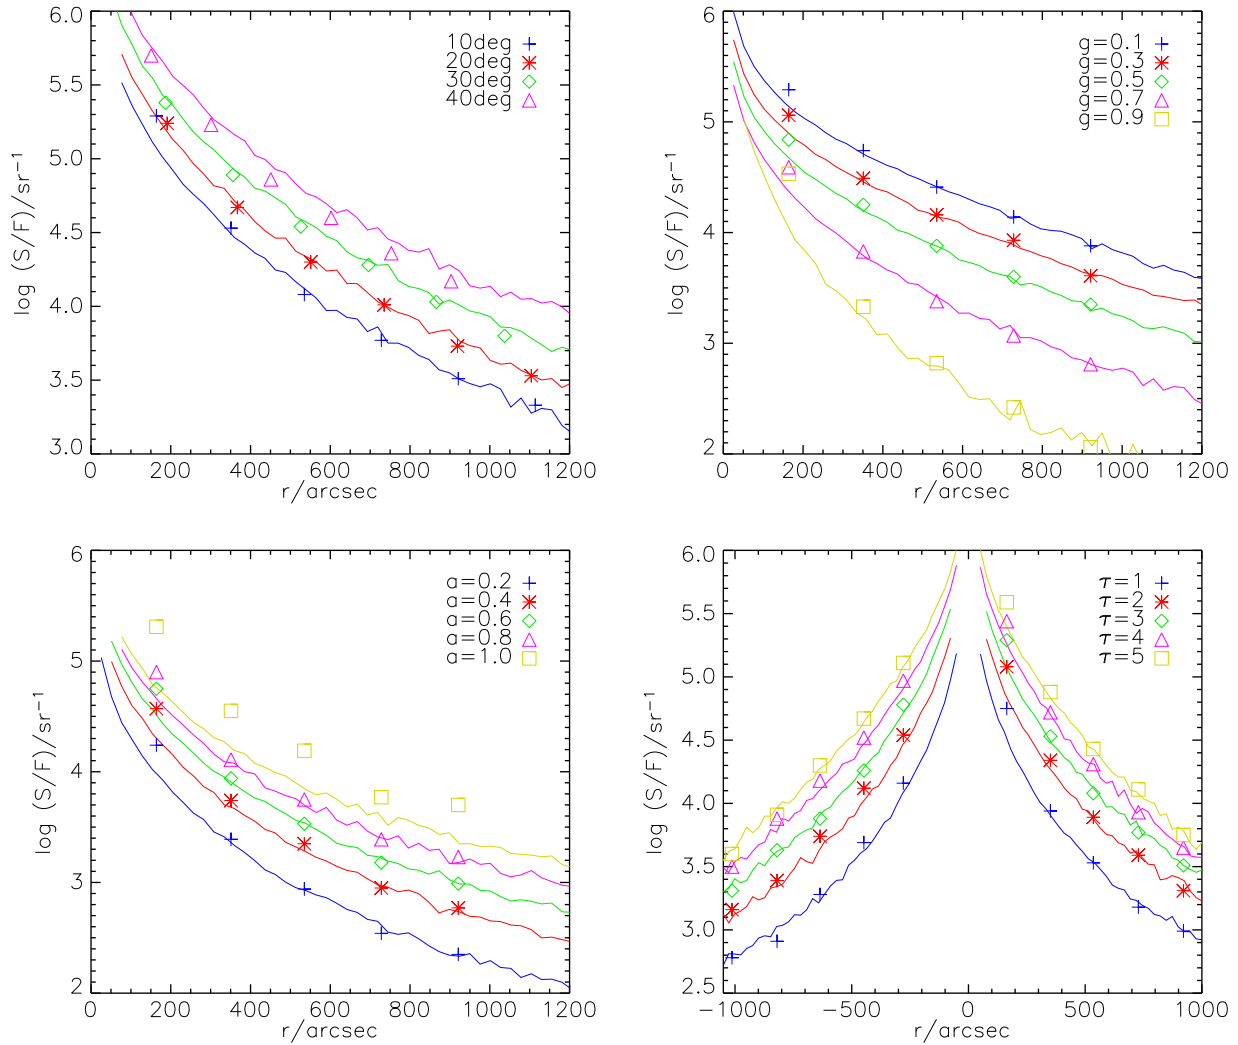 6.0
5.5
5.0
4.5
4.0
3.5
3.0
log (S/F)/sr⁻¹
10deg
20deg
30deg
40deg
0 200 400 600 800 1000 1200
r/arcsec
6
5
4
3
2
log (S/F)/sr⁻¹
g=0.1
g=0.3
g=0.5
g=0.7
g=0.9
0 200 400 600 800 1000 1200
r/arcsec
6
5
4
3
2
log (S/F)/sr⁻¹
a=0.2
a=0.4
a=0.6
a=0.8
a=1.0
0 200 400 600 800 1000 1200
r/arcsec
6.0
5.5
5.0
4.5
4.0
3.5
3.0
2.5
log (S/F)/sr⁻¹
τ=1
τ=2
τ=3
τ=4
τ=5
−1000 −500 0 500 1000
r/arcsec